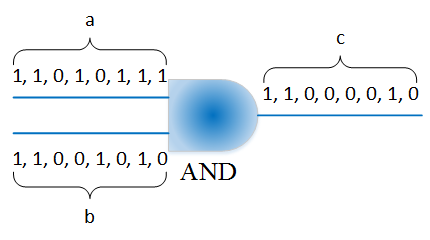 a
c
1, 1, 0, 1, 0, 1, 1, 1
1, 1, 0, 0, 0, 0, 1, 0
1, 1, 0, 0, 1, 0, 1, 0
AND
b